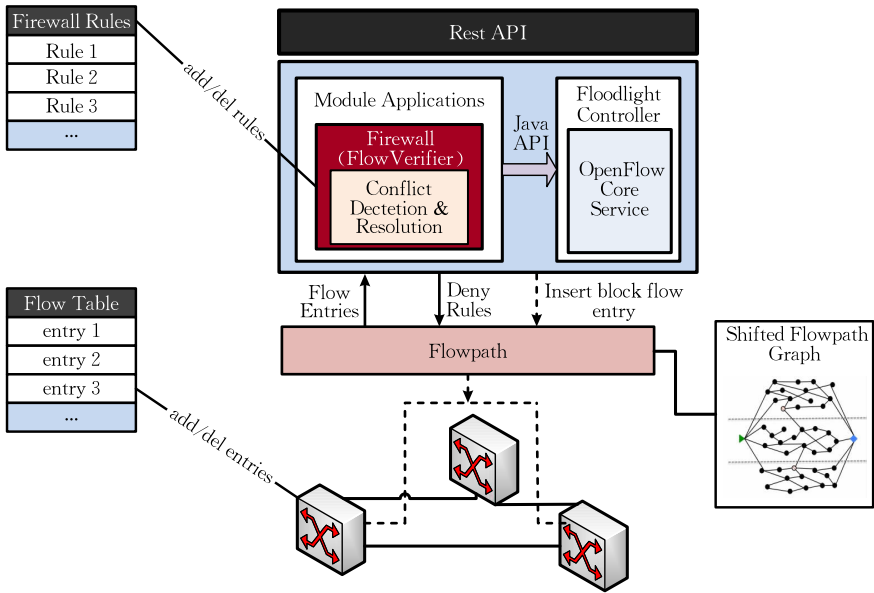 Firewall Rules
Rule 1
Rule 2
Rule 3
...
add/del rules
Rest API
Module Applications
Firewall
(FlowVerifier)
Conflict
Dectetion &
Resolution
Java
API
Floodlight
Controller
OpenFlow
Core
Service
Flow
Entries
Deny
Rules
Insert block flow
entry
Flow Table
entry 1
entry 2
entry 3
...
add/del entries
Flowpath
Shifted Flowpath
Graph